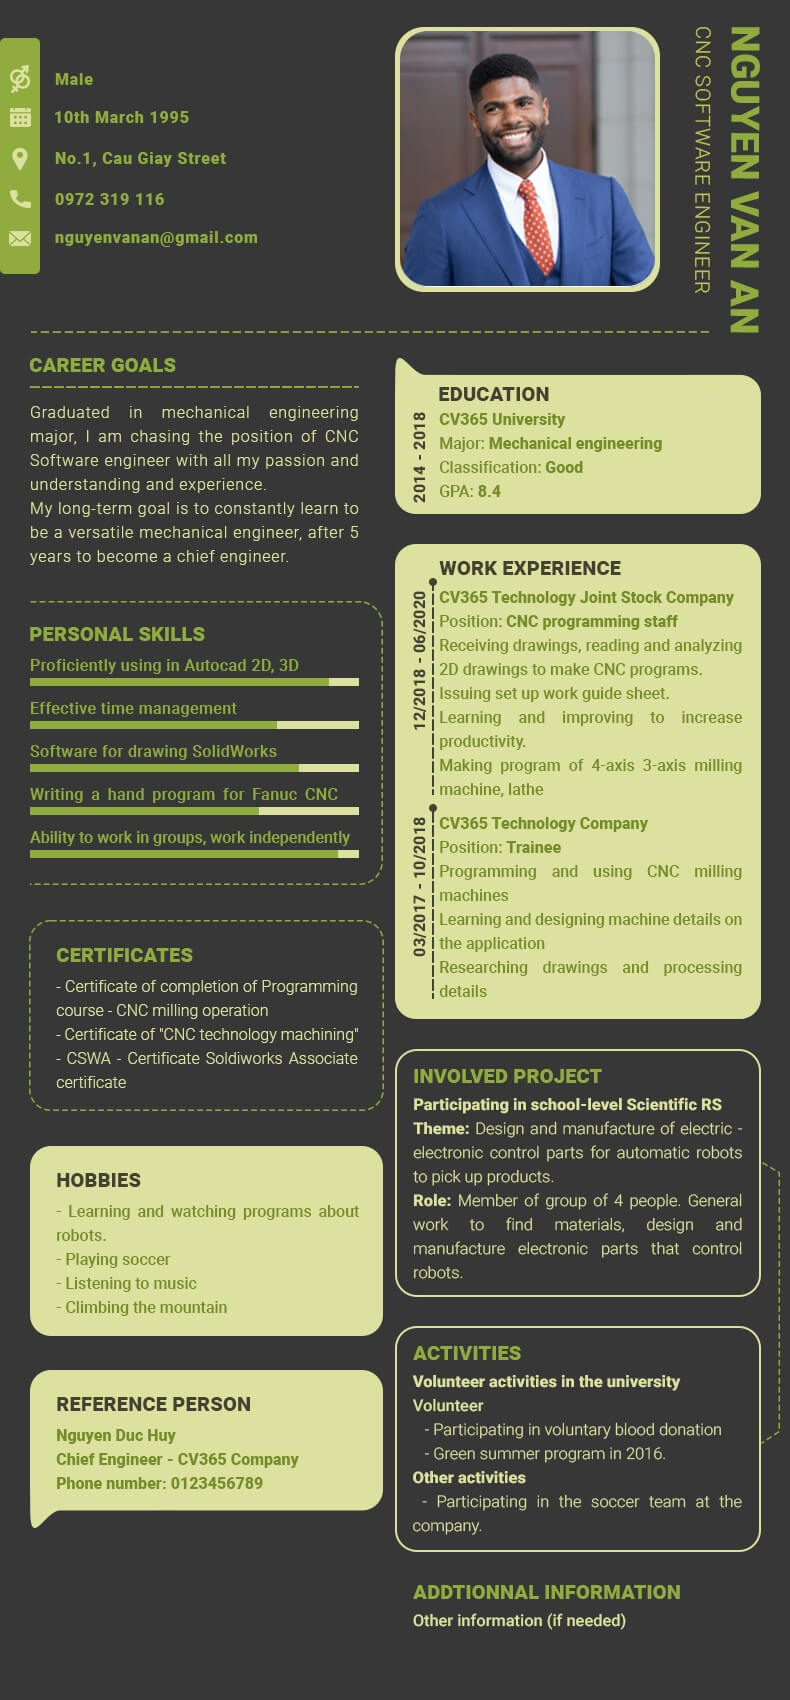 Male
10th March 1995
No.1, Cau Giay Street
0972 319 116
nguyenvanan@gmail.com
NGUYEN VAN AN
CNC SOFTWARE ENGINEER
CAREER GOALS
Graduated in mechanical engineering
major, I am chasing the position of CNC
Software engineer with all my passion and
understanding and experience.
My long-term goal is to constantly learn to
be a versatile mechanical engineer, after 5
years to become a chief engineer.
PERSONAL SKILLS
Proficiently using in Autocad 2D, 3D
Effective time management
Software for drawing SolidWorks
Writing a hand program for Fanuc CNC
Ability to work in groups, work independently
CERTIFICATES
- Certificate of completion of Programming
course - CNC milling operation
- Certificate of "CNC technology machining"
- CSWA - Certificate Soldiworks Associate
certificate
HOBBIES
- Learning and watching programs about
robots.
- Playing soccer
- Listening to music
- Climbing the mountain
REFERENCE PERSON
Nguyen Duc Huy
Chief Engineer - CV365 Company
Phone number: 0123456789
EDUCATION
2014 - 2018
CV365 University
Major: Mechanical engineering
Classification: Good
GPA: 8.4
WORK EXPERIENCE
12/2018 - 06/2020
CV365 Technology Joint Stock Company
Position: CNC programming staff
Receiving drawings, reading and analyzing
2D drawings to make CNC programs.
Issuing set up work guide sheet.
Learning and improving to increase
productivity.
Making program of 4-axis 3-axis milling
machine, lathe
03/2017 - 10/2018
CV365 Technology Company
Position: Trainee
Programming and using CNC milling
machines
Learning and designing machine details on
the application
Researching drawings and processing
details
INVOLVED PROJECT
Participating in school-level Scientific RS
Theme: Design and manufacture of electric -
electronic control parts for automatic robots
to pick up products.
Role: Member of group of 4 people. General
work to find materials, design and
manufacture electronic parts that control
robots.
ACTIVITIES
Volunteer activities in the university
Volunteer
- Participating in voluntary blood donation
- Green summer program in 2016.
Other activities
- Participating in the soccer team at the
company.
ADDTIONNAL INFORMATION
Other information (if needed)